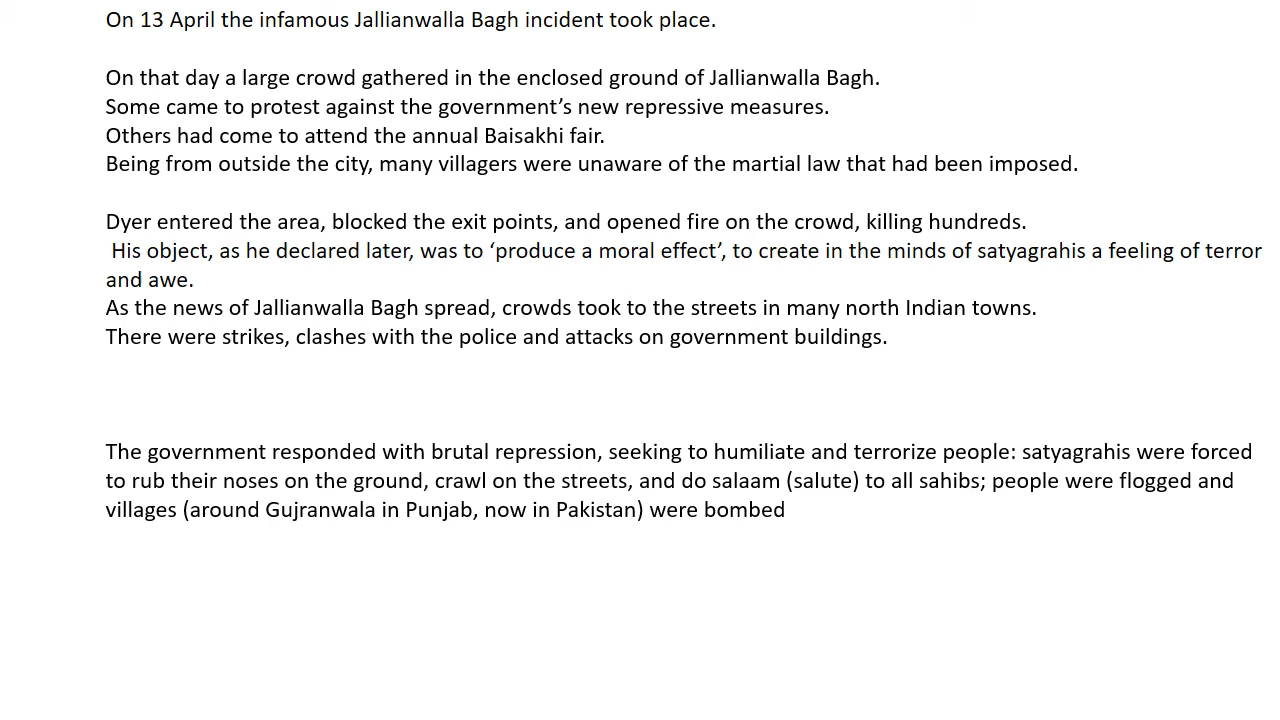 On 13 April the infamous Jallianwalla Bagh incident took place.
On that day a large crowd gathered in the enclosed ground of Jallianwalla Bagh.
Some came to protest against the government’s new repressive measures.
Others had come to attend the annual Baisakhi fair.
Being from outside the city, many villagers were unaware of the martial law that had been imposed.
Dyer entered the area, blocked the exit points, and opened fire on the crowd, killing hundreds.
His object, as he declared later, was to ‘produce a moral effect’, to create in the minds of satyagrahis a feeling of terror
and awe.
As the news of Jallianwalla Bagh spread, crowds took to the streets in many north Indian towns.
There were strikes, clashes with the police and attacks on government buildings.
The government responded with brutal repression, seeking to humiliate and terrorize people: satyagrahis were forced
to rub their noses on the ground, crawl on the streets, and do salaam (salute) to all sahibs; people were flogged and
villages (around Gujranwala in Punjab, now in Pakistan) were bombed